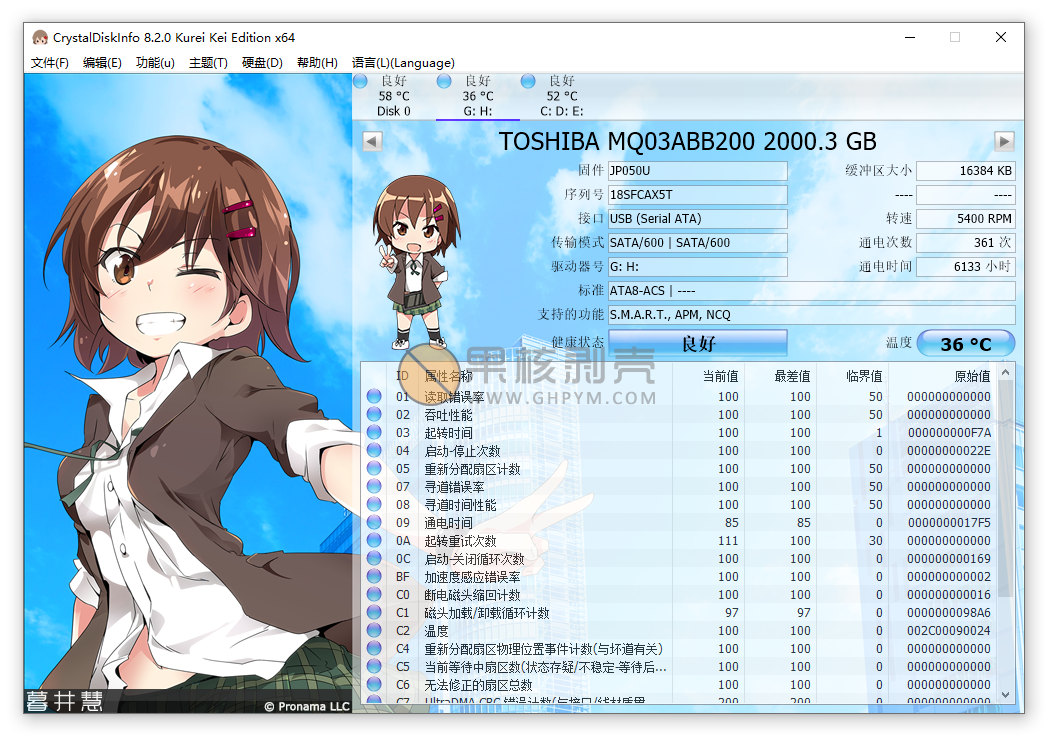 CrystalDiskInfo 8.2.0 Kurei Kei Edition x64
文件(F) 编辑(E) 功能(u) 主题(T) 硬盘(D) 帮助(H) 语言(L)(Language)
良好 良好 良好
58 °C 36 °C 52 °C
Disk 0 G: H: C: D: E:
TOSHIBA MQ03ABB200 2000.3 GB
固件 JP050U 缓冲区大小 16384 KB
序列号 18SFCAX5T ---- ----
接口 USB (Serial ATA) 转速 5400 RPM
传输模式 SATA/600 | SATA/600 通电次数 361 次
驱动器号 G: H: 通电时间 6133 小时
标准 ATA8-ACS | ----
支持的功能 S.M.A.R.T., APM, NCQ
健康状态 良好 温度 36 °C
果核剥壳
WWW.GHPYM.COM
ID 属性名称 当前值 最差值 临界值 原始值
01 读取错误率 100 100 50 000000000000
02 吞吐性能 100 100 50 000000000000
03 起转时间 100 100 1 000000000F7A
04 启动-停止次数 100 100 0 00000000022E
05 重新分配扇区计数 100 100 50 000000000000
07 寻道错误率 100 100 50 000000000000
08 寻道时间性能 100 100 50 000000000000
09 通电时间 85 85 0 0000000017F5
0A 起转重试次数 111 100 30 000000000000
0C 启动-关闭循环次数 100 100 0 000000000169
BF 加速度感应错误率 100 100 0 000000000002
C0 断电磁头缩回计数 100 100 0 000000000016
C1 磁头加载/卸载循环计数 97 97 0 0000000098A6
C2 温度 100 100 0 002C00090024
C4 重新分配扇区物理位置事件计数(与坏道有关) 100 100 0 000000000000
C5 当前等待中扇区数(状态存疑/不稳定-等待后... 100 100 0 000000000000
C6 无法修正的扇区总数 100 100 0 000000000000
C7 UltraDMA CRC 错误计数(与接口/线材质量 200 200 0 000000000000
暮井慧
© Pronama LLC